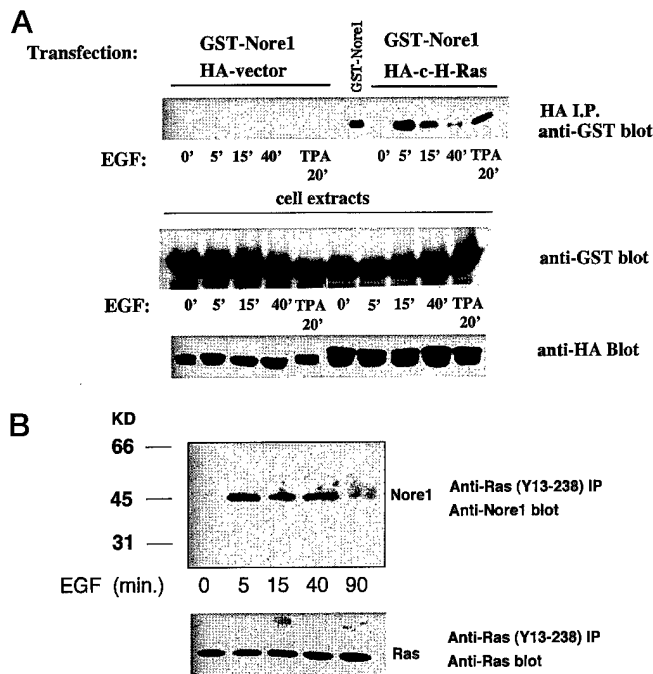 A
Transfection:
GST-Nore1
HA-vector
GST-Nore1
GST-Nore1
HA-c-H-Ras
HA I.P.
anti-GST blot
EGF: 0' 5' 15' 40' TPA 20' 0' 5' 15' 40' TPA 20'
cell extracts
anti-GST blot
EGF: 0' 5' 15' 40' TPA 20' 0' 5' 15' 40' TPA 20'
anti-HA Blot
B
KD
66
45
31
Nore1
Anti-Ras (Y13-238) IP
Anti-Nore1 blot
EGF (min.) 0 5 15 40 90
Ras
Anti-Ras (Y13-238) IP
Anti-Ras blot